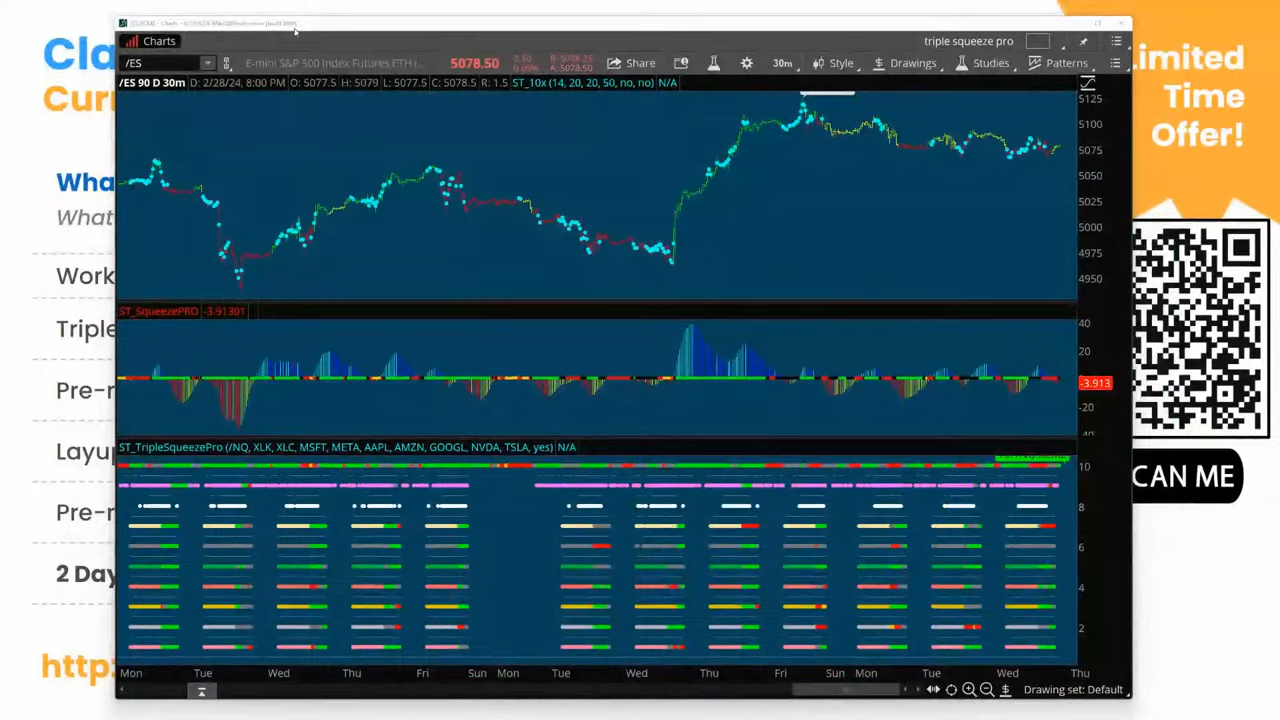 Cla
Curr
Limited
Time
Offer!
Wha
What
Work
Triple
Pre-r
Layu
Pre-r
2 Day
http:
CAN ME
Charts
triple squeeze pro
/ES
E-mini S&P 500 Index Futures ETH (
5078.50
Share
30m
Style
Drawings
Studies
Patterns
/ES 90 D 30m D: 2/28/24, 8:00 PM O: 5077.5 H: 5079 L: 5077.5 C: 5078.5 R: 1.5 ST_10x (14, 20, 20, 50, no, no) N/A
5125
5100
5075
5050
5025
5000
4975
4950
ST_SqueezePRO -3.91301
40
20
-3.913
-20
-40
ST_TripleSqueezePro (/NQ, XLK, XLC, MSFT, META, AAPL, AMZN, GOOGL, NVDA, TSLA, yes) N/A
10
8
6
4
2
Mon Tue Wed Thu Fri Sun Mon Tue Wed Thu Fri Sun Mon Tue Wed Thu
Drawing set: Default